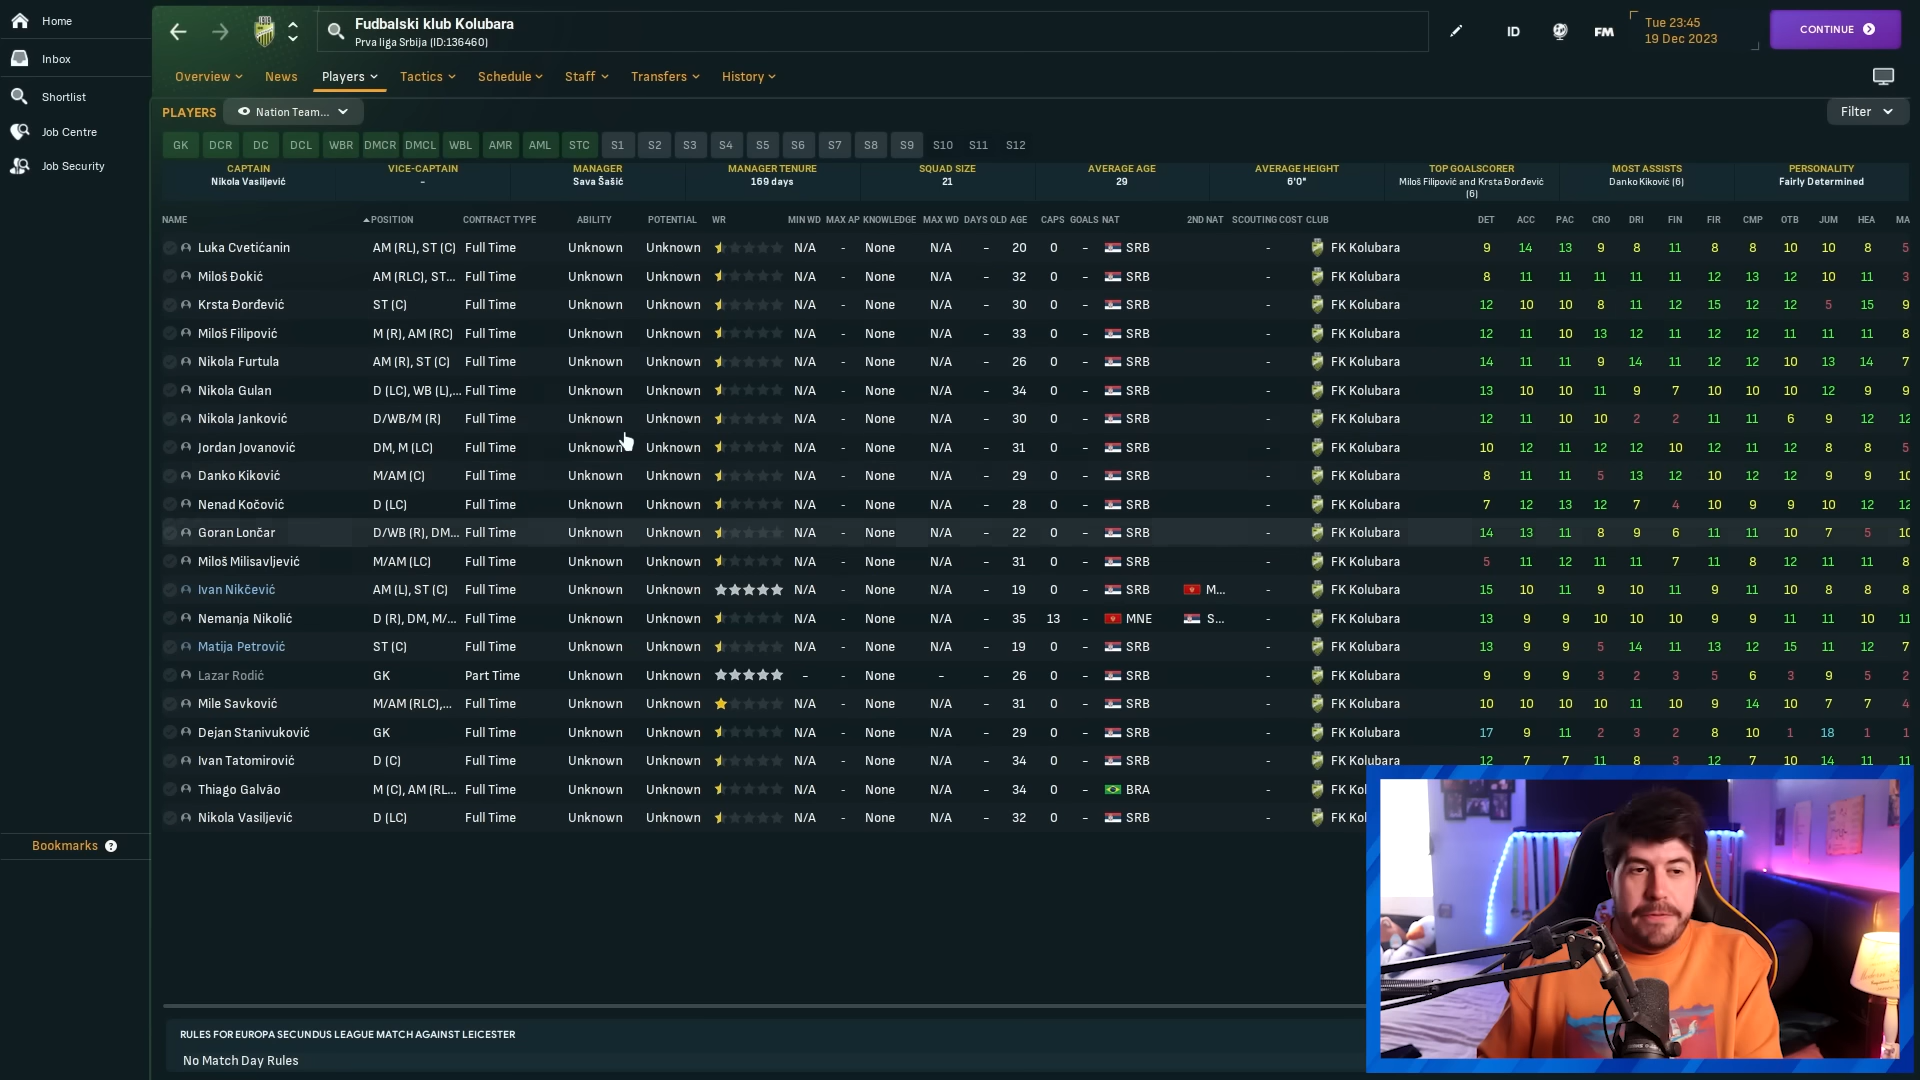 Home
Inbox
Shortlist
Job Centre
Job Security
Bookmarks ?
Fudbalski klub Kolubara
Prva liga Srbija (ID:136460)
ID
FM
Tue 23:45
19 Dec 2023
CONTINUE
Overview
News
Players
Tactics
Schedule
Staff
Transfers
History
PLAYERS
Nation Team...
Filter
GK DCR DC DCL WBR DMCR DMCL WBL AMR AML STC S1 S2 S3 S4 S5 S6 S7 S8 S9 S10 S11 S12
CAPTAIN VICE-CAPTAIN MANAGER MANAGER TENURE SQUAD SIZE AVERAGE AGE AVERAGE HEIGHT TOP GOALSCORER MOST ASSISTS PERSONALITY
Nikola Vasiljević - Sava Šašić 169 days 21 29 6'0" Miloš Filipović and Krsta Đorđević (6) Danko Kiković (6) Fairly Determined
NAME POSITION CONTRACT TYPE ABILITY POTENTIAL WR MIN WD MAX AP KNOWLEDGE MAX WD DAYS OLD AGE CAPS GOALS NAT 2ND NAT SCOUTING COST CLUB DET ACC PAC CRO DRI FIN FIR CMP OTB JUM HEA MA
Luka Cvetićanin AM (RL), ST (C) Full Time Unknown Unknown N/A - None N/A - 20 0 - SRB - FK Kolubara 9 14 13 9 8 11 8 8 10 10 8 5
Miloš Đokić AM (RLC), ST... Full Time Unknown Unknown N/A - None N/A - 32 0 - SRB - FK Kolubara 8 11 11 11 11 11 12 13 12 10 11 3
Krsta Đorđević ST (C) Full Time Unknown Unknown N/A - None N/A - 30 0 - SRB - FK Kolubara 12 10 10 8 11 12 15 12 12 5 15 9
Miloš Filipović M (R), AM (RC) Full Time Unknown Unknown N/A - None N/A - 33 0 - SRB - FK Kolubara 12 11 10 13 12 11 12 12 11 11 11 8
Nikola Furtula AM (R), ST (C) Full Time Unknown Unknown N/A - None N/A - 26 0 - SRB - FK Kolubara 14 11 11 9 14 11 12 12 10 13 14 7
Nikola Gulan D (LC), WB (L),... Full Time Unknown Unknown N/A - None N/A - 34 0 - SRB - FK Kolubara 13 10 10 11 9 7 10 10 10 12 9 9
Nikola Janković D/WB/M (R) Full Time Unknown Unknown N/A - None N/A - 30 0 - SRB - FK Kolubara 12 11 10 10 2 2 11 11 6 9 12 12
Jordan Jovanović DM, M (LC) Full Time Unknown Unknown N/A - None N/A - 31 0 - SRB - FK Kolubara 10 12 11 12 12 10 12 11 12 8 8 5
Danko Kiković M/AM (C) Full Time Unknown Unknown N/A - None N/A - 29 0 - SRB - FK Kolubara 8 11 11 5 13 12 10 12 12 9 9 10
Nenad Kočović D (LC) Full Time Unknown Unknown N/A - None N/A - 28 0 - SRB - FK Kolubara 7 12 13 12 7 4 10 9 9 10 12 12
Goran Lončar D/WB (R), DM... Full Time Unknown Unknown N/A - None N/A - 22 0 - SRB - FK Kolubara 14 13 11 8 9 6 11 11 10 7 5 10
Miloš Milisavljević M/AM (LC) Full Time Unknown Unknown N/A - None N/A - 31 0 - SRB - FK Kolubara 5 11 12 11 11 7 11 8 12 11 11 8
Ivan Nikčević AM (L), ST (C) Full Time Unknown Unknown N/A - None N/A - 19 0 - SRB M... - FK Kolubara 15 10 11 9 10 11 9 11 10 8 8 8
Nemanja Nikolić D (R), DM, M/... Full Time Unknown Unknown N/A - None N/A - 35 13 - MNE S... - FK Kolubara 13 9 9 10 10 10 9 9 11 11 10 11
Matija Petrović ST (C) Full Time Unknown Unknown N/A - None N/A - 19 0 - SRB - FK Kolubara 13 9 9 5 14 11 13 12 15 11 12 7
Lazar Rodić GK Part Time Unknown Unknown - - None - - 26 0 - SRB - FK Kolubara 9 9 9 3 2 3 5 6 3 9 5 2
Mile Savković M/AM (RLC),... Full Time Unknown Unknown N/A - None N/A - 31 0 - SRB - FK Kolubara 10 10 10 10 11 10 9 14 10 7 7 4
Dejan Stanivuković GK Full Time Unknown Unknown N/A - None N/A - 29 0 - SRB - FK Kolubara 17 9 11 2 3 2 8 10 1 18 1 1
Ivan Tatomirović D (C) Full Time Unknown Unknown N/A - None N/A - 34 0 - SRB - FK Kolubara 12 7 7 11 8 3 12 7 10 14 11 11
Thiago Galvão M (C), AM (RL... Full Time Unknown Unknown N/A - None N/A - 34 0 - BRA - FK Kol
Nikola Vasiljević D (LC) Full Time Unknown Unknown N/A - None N/A - 32 0 - SRB - FK Kol
RULES FOR EUROPA SECUNDUS LEAGUE MATCH AGAINST LEICESTER
No Match Day Rules